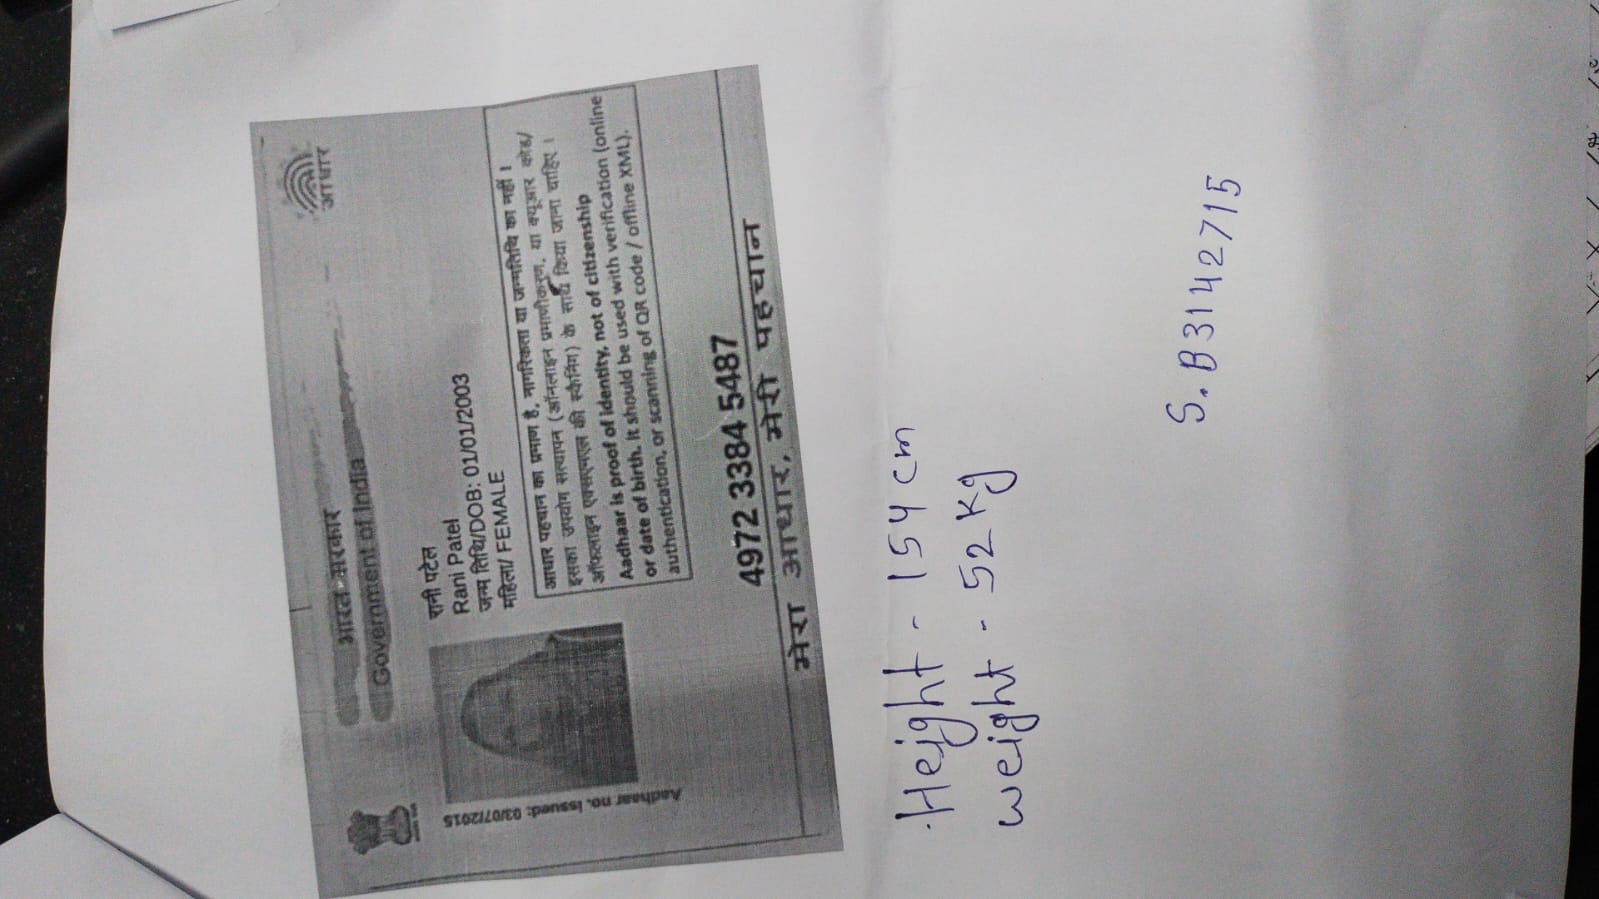 भारत सरकार
Government of India
आधार
रानी पटेल
Rani Patel
जन्म तिथि/DOB: 01/01/2003
महिला/ FEMALE
Aadhaar no. issued: 03/07/2015
आधार पहचान का प्रमाण है, नागरिकता या जन्मतिथि का नहीं ।
इसका उपयोग सत्यापन (ऑनलाइन प्रमाणीकरण, या क्यूआर कोड/
ऑफलाइन एक्सएमएल की स्कैनिंग) के साथ किया जाना चाहिए ।
Aadhaar is proof of identity, not of citizenship
or date of birth. It should be used with verification (online
authentication, or scanning of QR code / offline XML).
4972 3384 5487
मेरा आधार, मेरी पहचान
Height - 154 cm
weight - 52 kg
S. B3142715